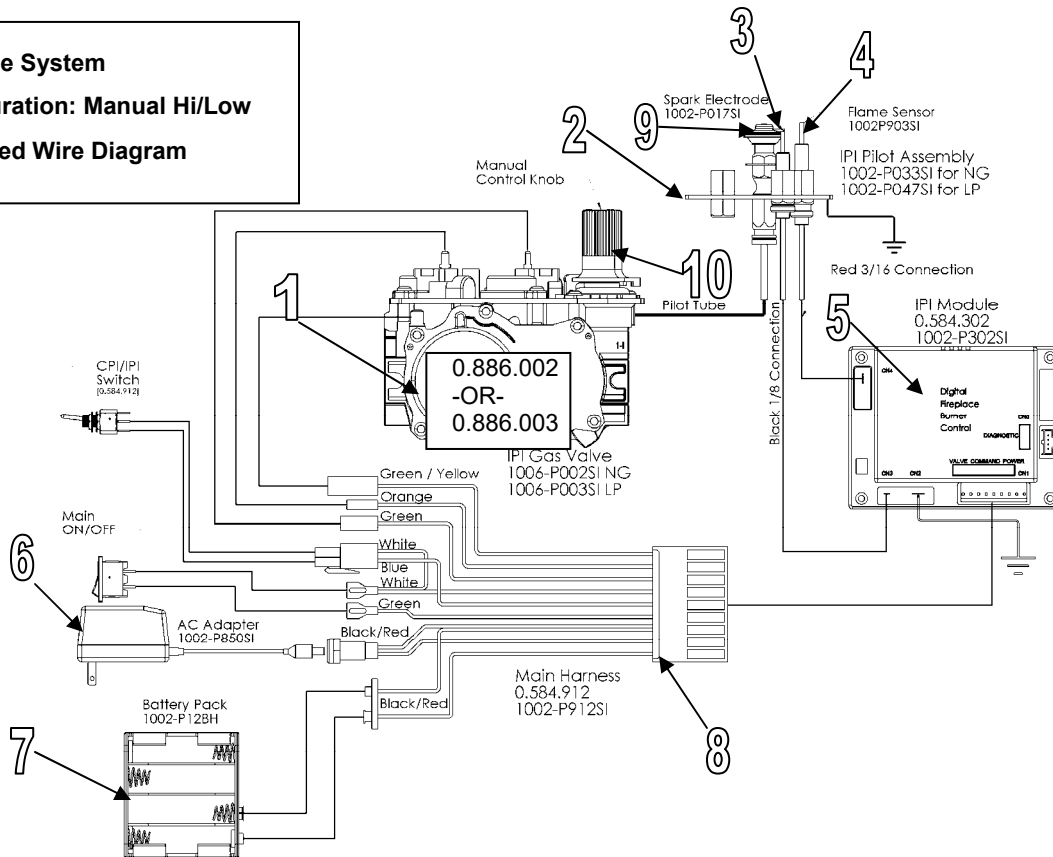 e System
uration: Manual Hi/Low
ed Wire Diagram
3
4
Spark Electrode
1002-P017SI
9
2
Flame Sensor
1002P903SI
IPI Pilot Assembly
1002-P033SI for NG
1002-P047SI for LP
Manual
Control Knob
10
Red 3/16 Connection
1
Pilot Tube
5
IPI Module
0.584.302
1002-P302SI
Black 1/8 Connection
CPI/IPI
Switch
[0.584.912]
0.886.002
-OR-
0.886.003
1-I
CN4
Digital
Fireplace
Burner
Control
DIAGNOSTIC
VALVE COMMAND POWER
CN3
CN2
CN1
IPI Gas Valve
1006-P002SI NG
1006-P003SI LP
Green / Yellow
Orange
Green
White
Blue
White
Green
Black/Red
Main
ON/OFF
6
AC Adapter
1002-P850SI
Main Harness
0.584.912
1002-P912SI
8
Black/Red
Battery Pack
1002-P12BH
7